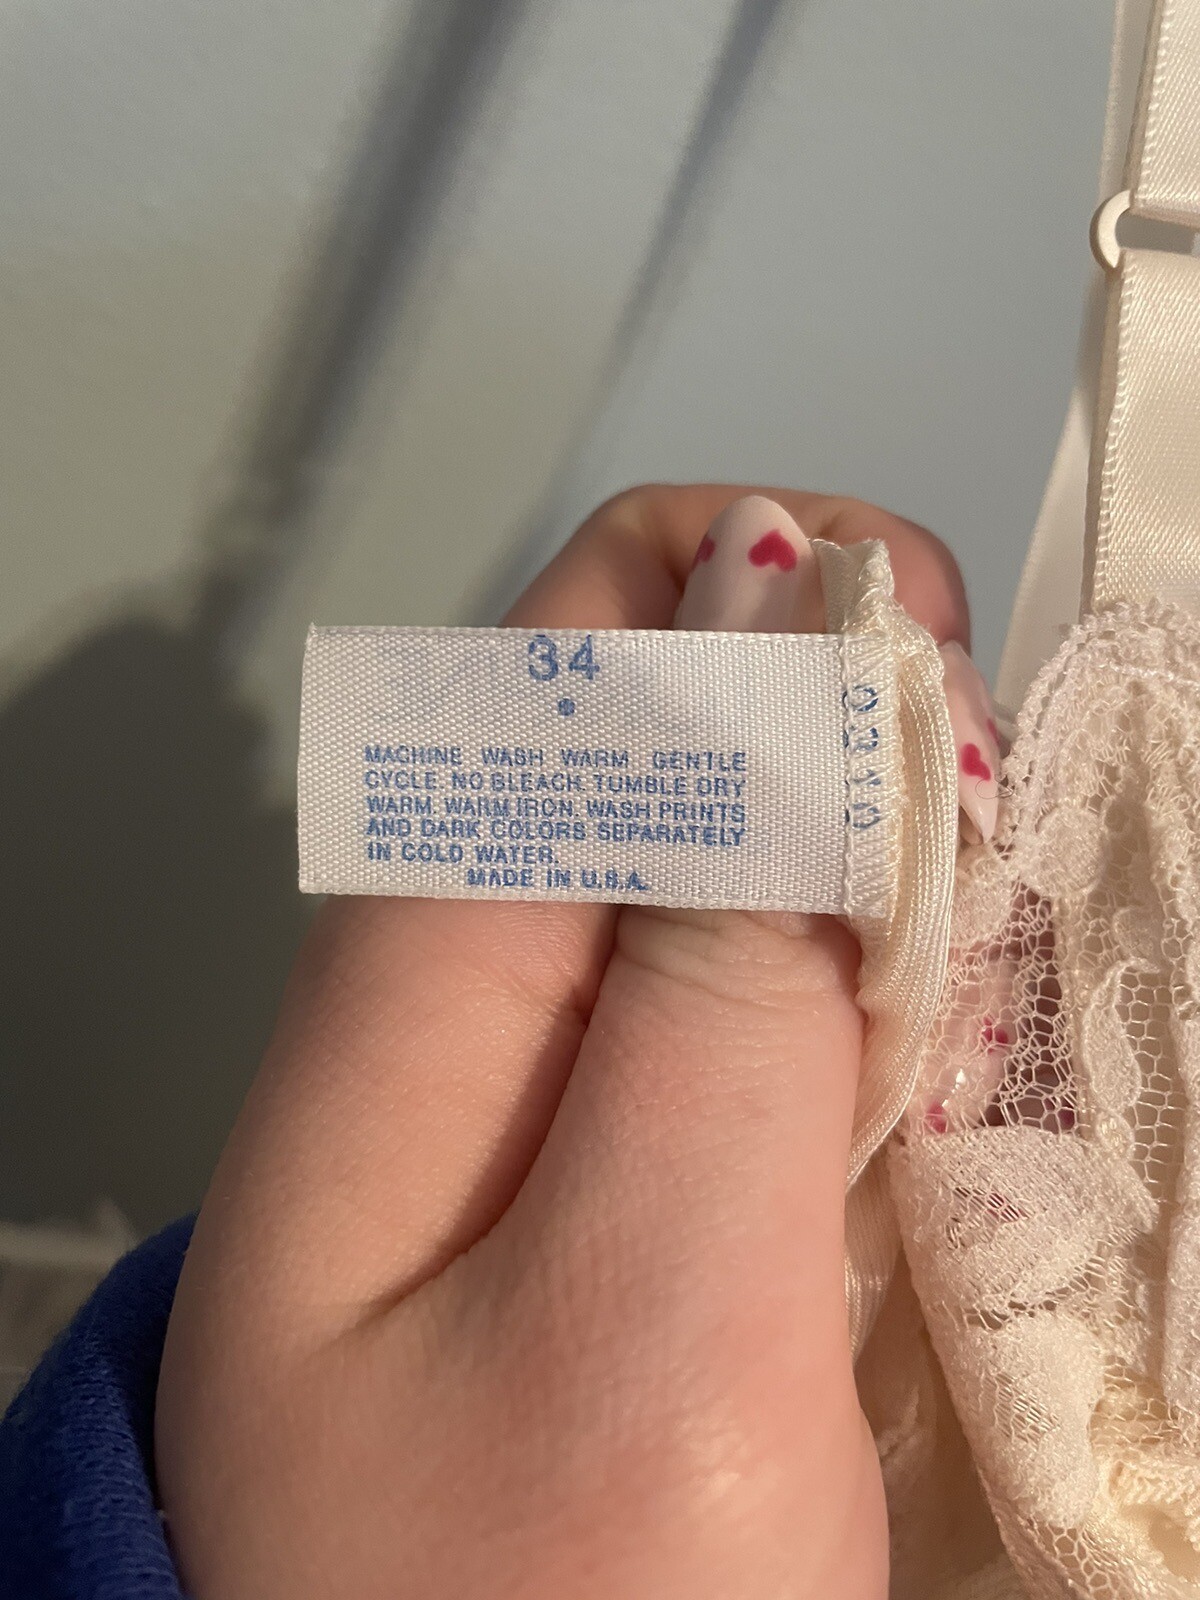 34
MACHINE WASH WARM GENTLE
CYCLE. NO BLEACH. TUMBLE DRY
WARM. WARM IRON. WASH PRINTS
AND DARK COLORS SEPARATELY
IN COLD WATER.
MADE IN U.S.A.